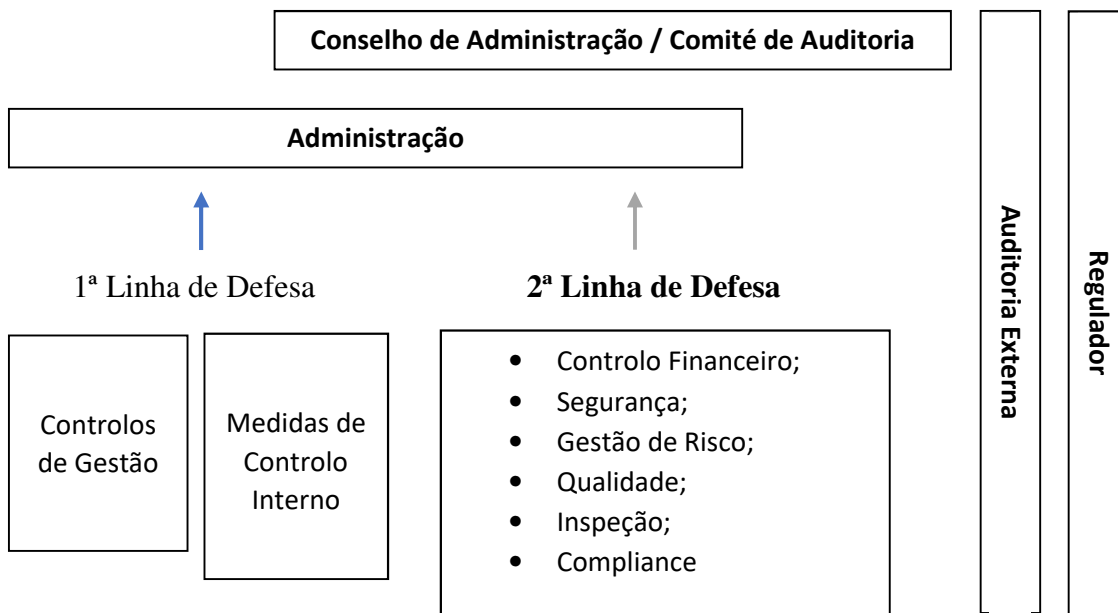 Conselho de Administração / Comité de Auditoria
Administração
1ª Linha de Defesa
2ª Linha de Defesa
Controlos
de Gestão
Medidas de
Controlo
Interno
• Controlo Financeiro;
• Segurança;
• Gestão de Risco;
• Qualidade;
• Inspeção;
• Compliance
Auditoria Externa
Regulador